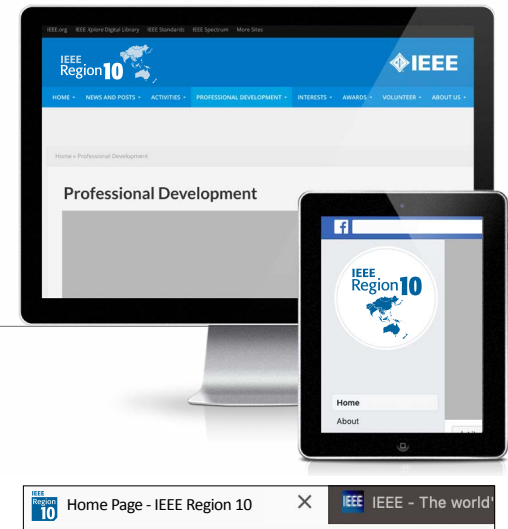 IEEE.org IEEE Xplore Digital Library IEEE Standards IEEE Spectrum More Sites
IEEE
Region 10
IEEE
HOME NEWS AND POSTS ACTIVITIES PROFESSIONAL DEVELOPMENT INTERESTS AWARDS VOLUNTEER ABOUT US
Home » Professional Development
Professional Development
f
IEEE
Region 10
Home
About
IEEE
Region
10
Home Page - IEEE Region 10
IEEE
IEEE - The world'